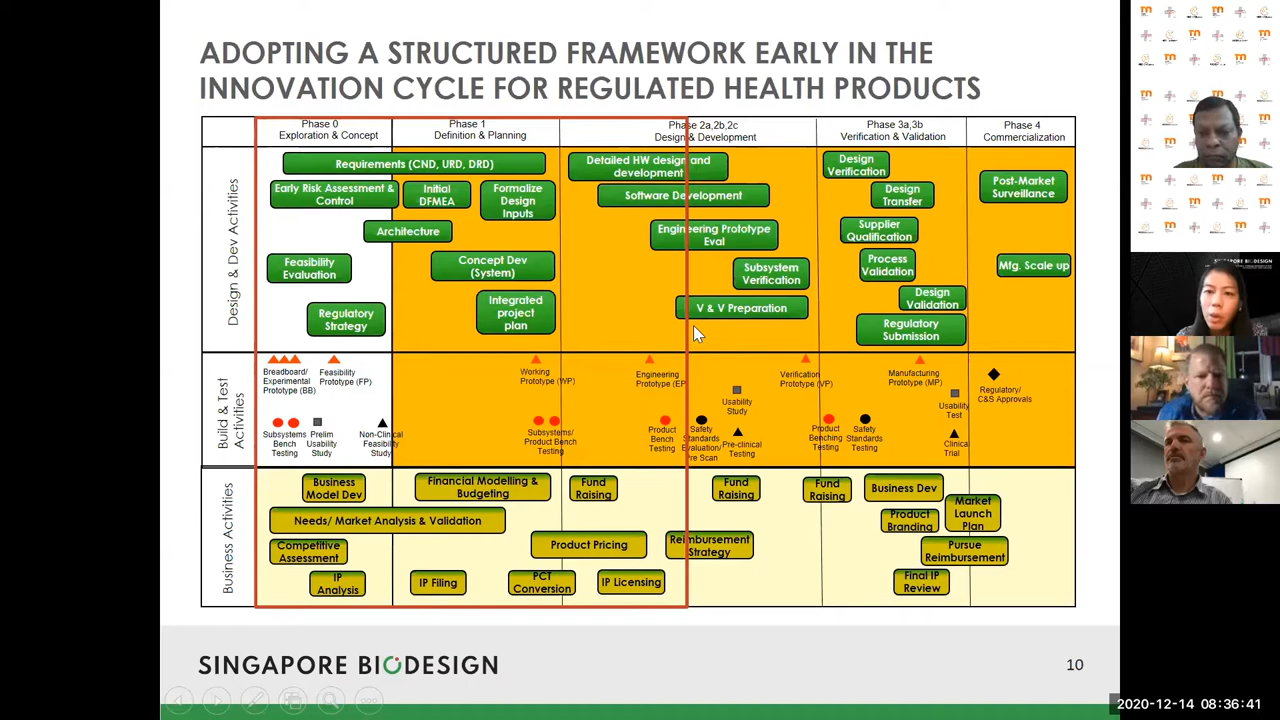 ADOPTING A STRUCTURED FRAMEWORK EARLY IN THE
INNOVATION CYCLE FOR REGULATED HEALTH PRODUCTS
Phase 0
Exploration & Concept
Phase 1
Definition & Planning
Phase 2a,2b,2c
Design & Development
Phase 3a,3b
Verification & Validation
Phase 4
Commercialization
Design & Dev Activities
Requirements (CND, URD, DRD)
Early Risk Assessment &
Control
Initial
DFMEA
Formalize
Design
Inputs
Architecture
Feasibility
Evaluation
Concept Dev
(System)
Regulatory
Strategy
Integrated
project
plan
Detailed HW design and
development
Software Development
Engineering Prototype
Eval
Subsystem
Verification
V & V Preparation
Design
Verification
Design
Transfer
Supplier
Qualification
Process
Validation
Design
Validation
Regulatory
Submission
Post-Market
Surveillance
Mfg. Scale up
Build & Test
Activities
Breadboard/
Experimental
Prototype (BB)
Feasibility
Prototype (FP)
Working
Prototype (WP)
Engineering
Prototype (EP
Usability
Study
Verification
Prototype (VP)
Manufacturing
Prototype (MP)
Regulatory/
C&S Approvals
Usability
Test
Subsystems
Bench
Testing
Prelim
Usability
Study
Non-Clinical
Feasibility
Study
Subsystems/
Product Bench
Testing
Product
Bench
Testing
Safety
Standards
Evaluation/
Pre Scan
Pre-clinical
Testing
Product
Benching
Testing
Safety
Standards
Testing
Clinica
Trial
Business Activities
Business
Model Dev
Financial Modelling &
Budgeting
Fund
Raising
Fund
Raising
Fund
Raising
Business Dev
Needs/ Market Analysis & Validation
Product
Branding
Market
Launch
Plan
Competitive
Assessment
Product Pricing
Reimbursement
Strategy
Pursue
Reimbursement
IP
Analysis
IP Filing
PCT
Conversion
IP Licensing
Final IP
Review
SINGAPORE BIODESIGN
10
2020-12-14 08:36:41